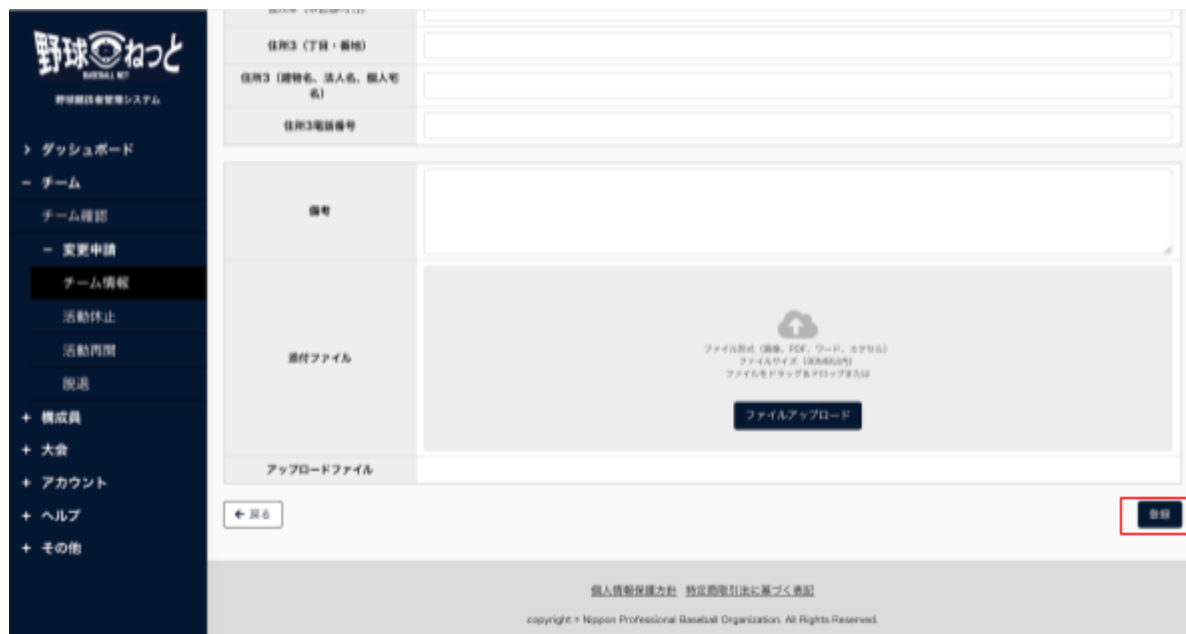 野球ねっと
BASEBALL NET
野球競技者管理システム
ダッシュボード
チーム
チーム確認
変更申請
チーム情報
活動休止
活動再開
脱退
構成員
大会
アカウント
ヘルプ
その他
住所3(丁目・番地)
住所3(建物名、法人名、個人宅
名)
住所3電話番号
備考
添付ファイル
ファイル形式(画像、PDF、ワード、エクセル)
ファイルサイズ(30MB以内)
ファイルをドラッグ&ドロップまたは
ファイルアップロード
アップロードファイル
戻る
登録
個人情報保護方針 特定商取引法に基づく表記
copyright © Nippon Professional Baseball Organization. All Rights Reserved.